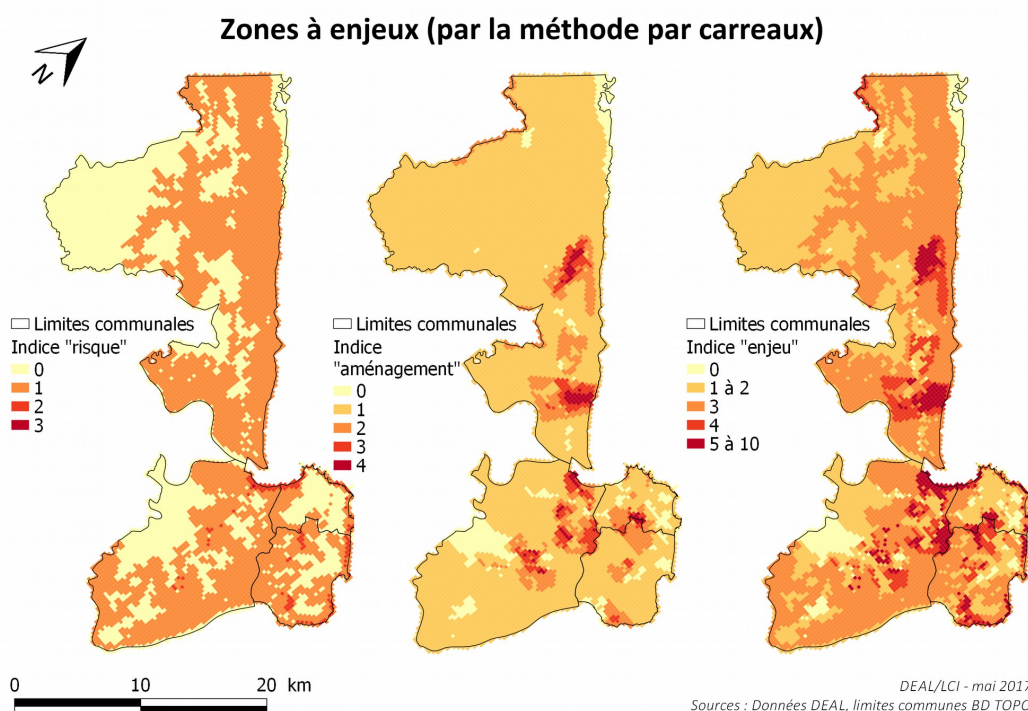 Zones à enjeux (par la méthode par carreaux)
N
Limites communales
Indice "risque"
0
1
2
3
Limites communales
Indice
"aménagement"
0
1
2
3
4
Limites communales
Indice "enjeu"
0
1 à 2
3
4
5 à 10
0 10 20 km
DEAL/LCI - mai 2017
Sources : Données DEAL, limites communes BD TOPO